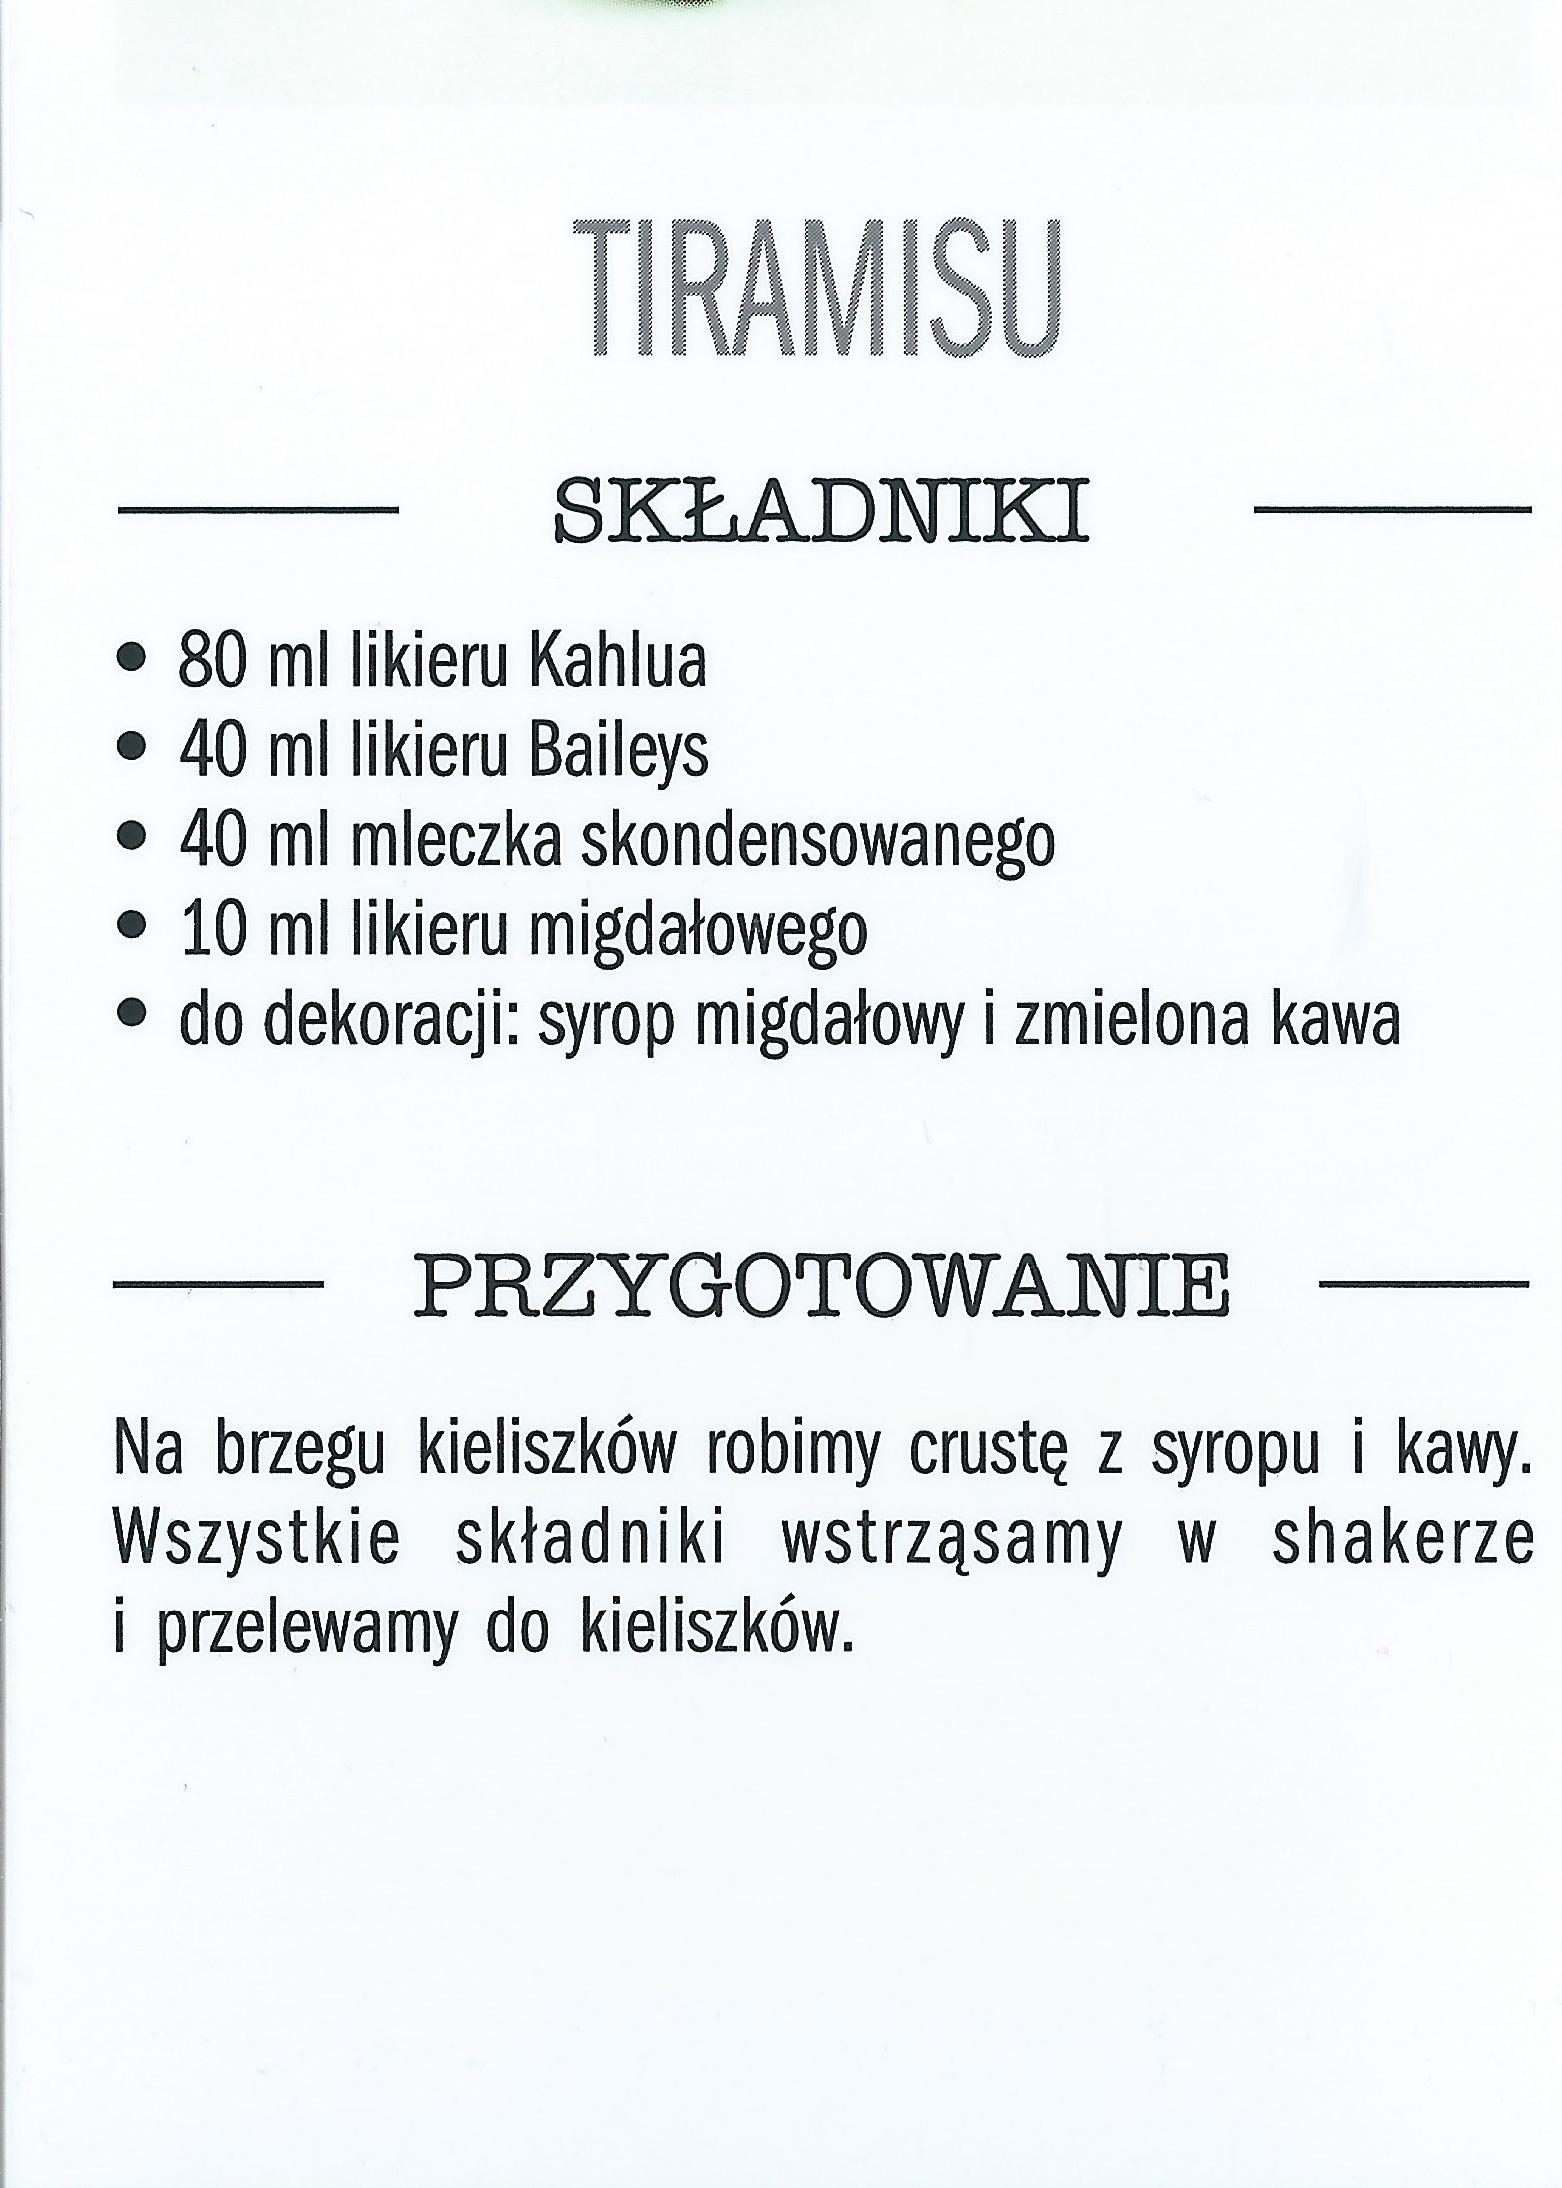 TIRAMISU
SKŁADNIKI
• 80 ml likieru Kahlua
• 40 ml likieru Baileys
• 40 ml mleczka skondensowanego
• 10 ml likieru migdałowego
• do dekoracji: syrop migdałowy i zmielona kawa
PRZYGOTOWANIE
Na brzegu kieliszków robimy crustę z syropu i kawy.
Wszystkie składniki wstrząsamy w shakerze
i przelewamy do kieliszków.